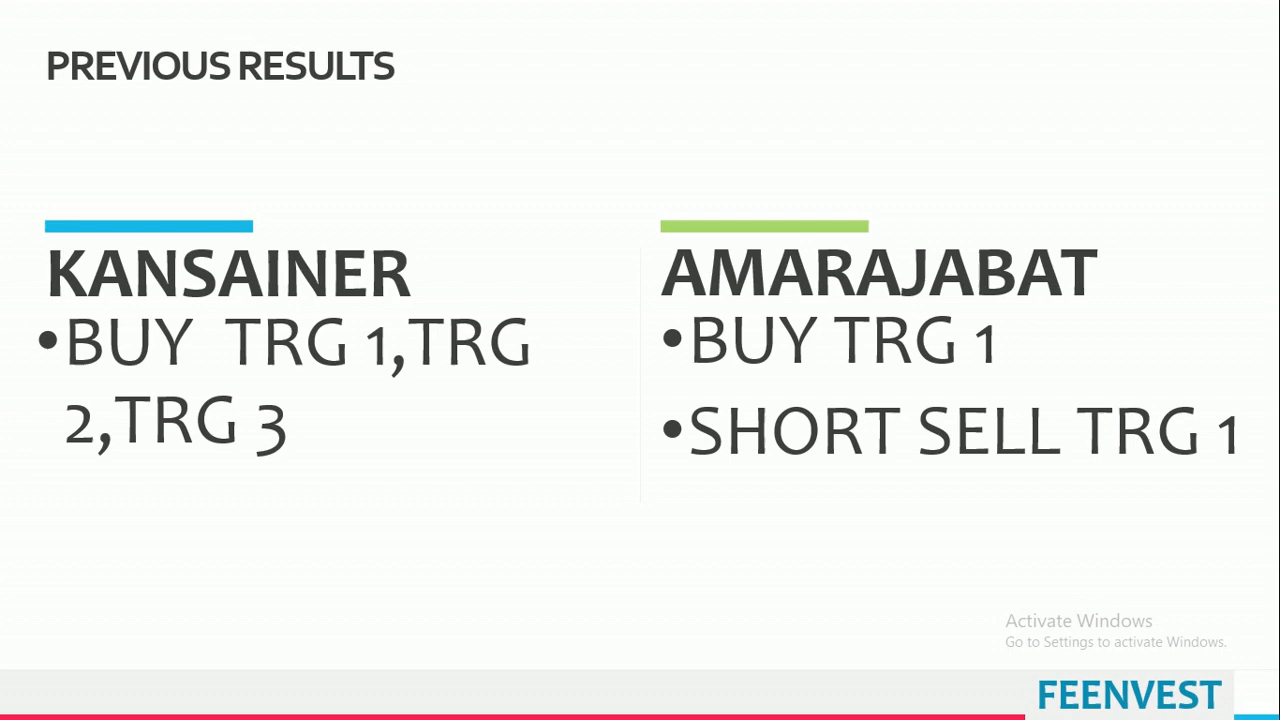 PREVIOUS RESULTS
KANSAINER
•BUY TRG 1,TRG
2,TRG 3
AMARAJABAT
•BUY TRG 1
•SHORT SELL TRG 1
Activate Windows
Go to Settings to activate Windows.
FEENVEST